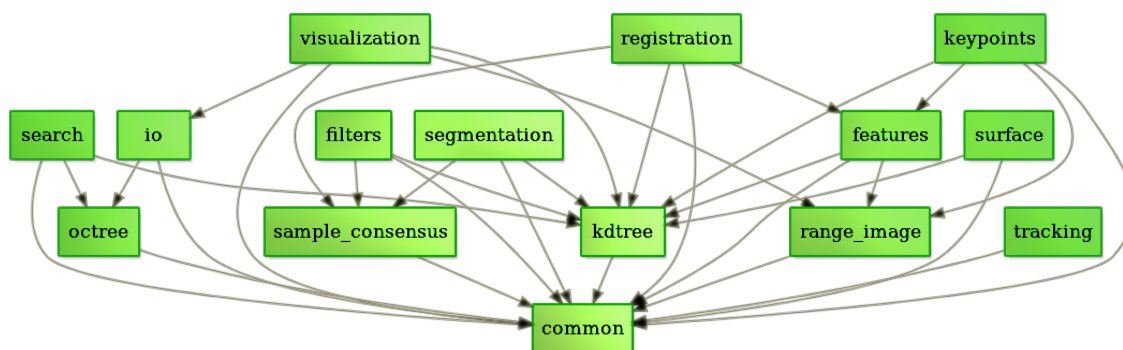 visualization
registration
keypoints
search
io
filters
segmentation
features
surface
octree
sample_consensus
kdtree
range_image
tracking
common